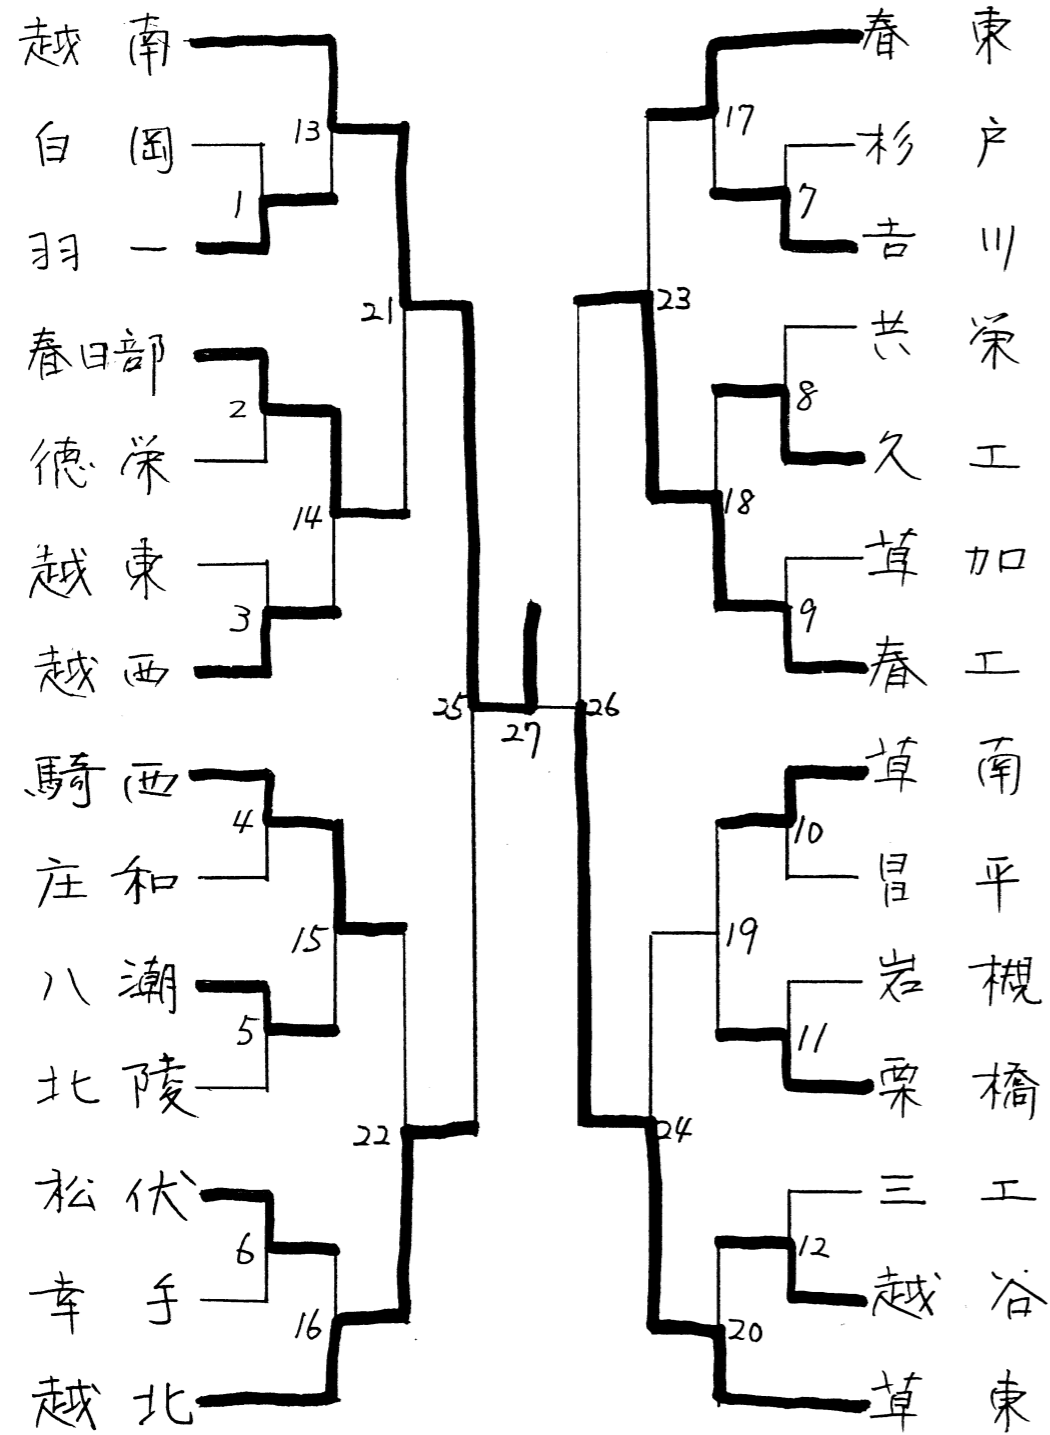 越南
白岡
羽一
春日部
徳栄
越東
越西
騎西
庄和
八潮
北陵
松伏
幸手
越北
13
1
21
2
14
3
25
27
4
15
5
22
6
16
春東
杉戸
吉川
共栄
久工
草加
春工
草南
昌平
岩槻
栗橋
三工
越谷
草東
17
7
23
8
18
9
26
10
19
11
24
12
20